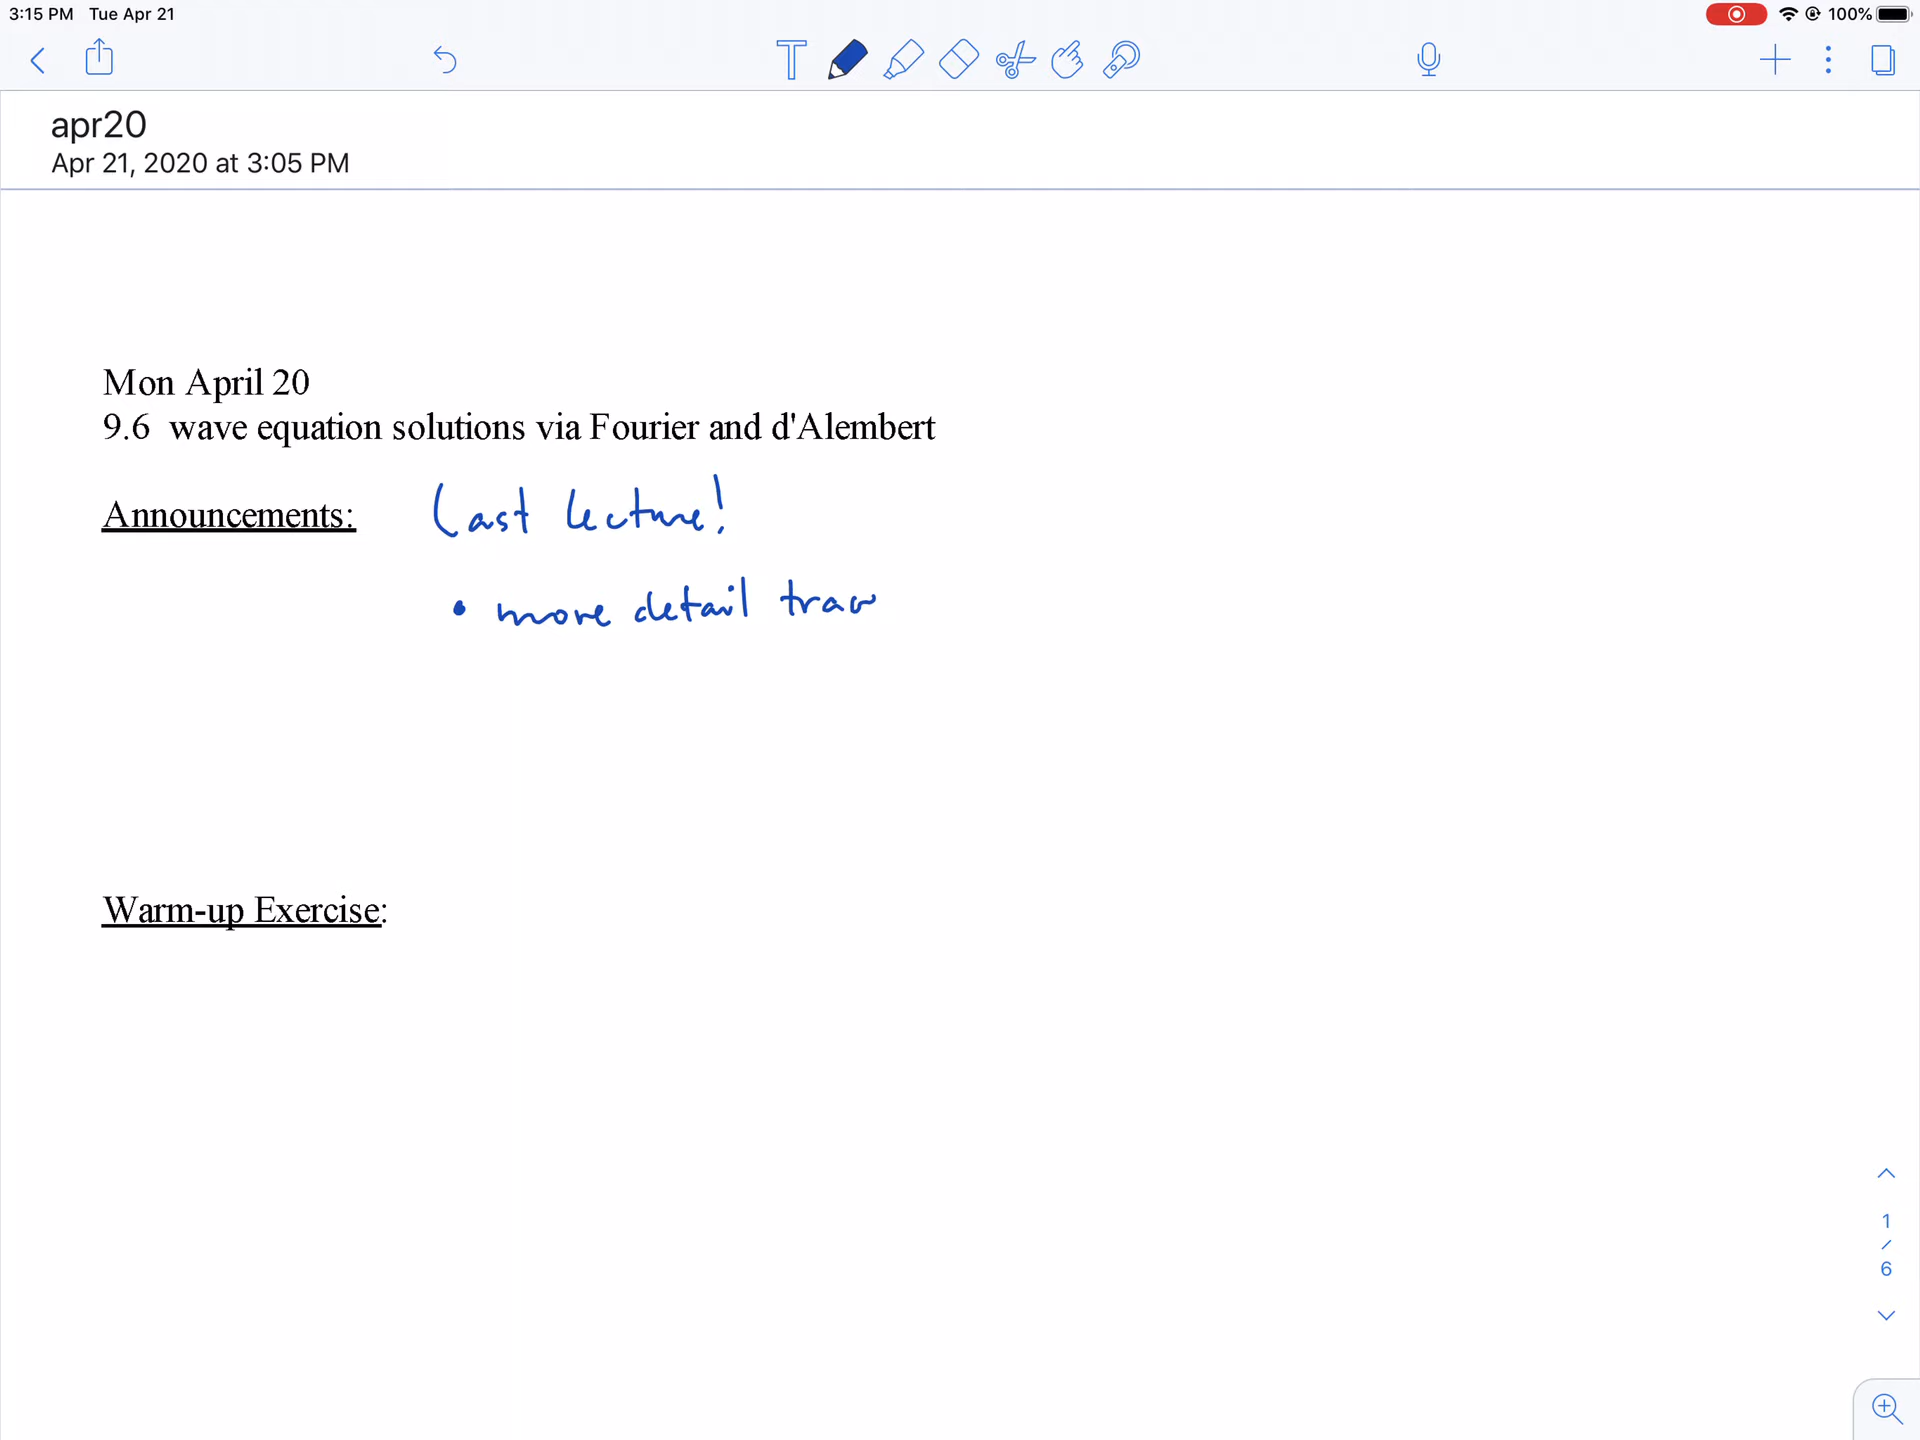 3:15 PM Tue Apr 21
100%
apr20
Apr 21, 2020 at 3:05 PM
Mon April 20
9.6 wave equation solutions via Fourier and d'Alembert
Announcements: Last lecture!
• more detail trav
Warm-up Exercise:
1
/
6